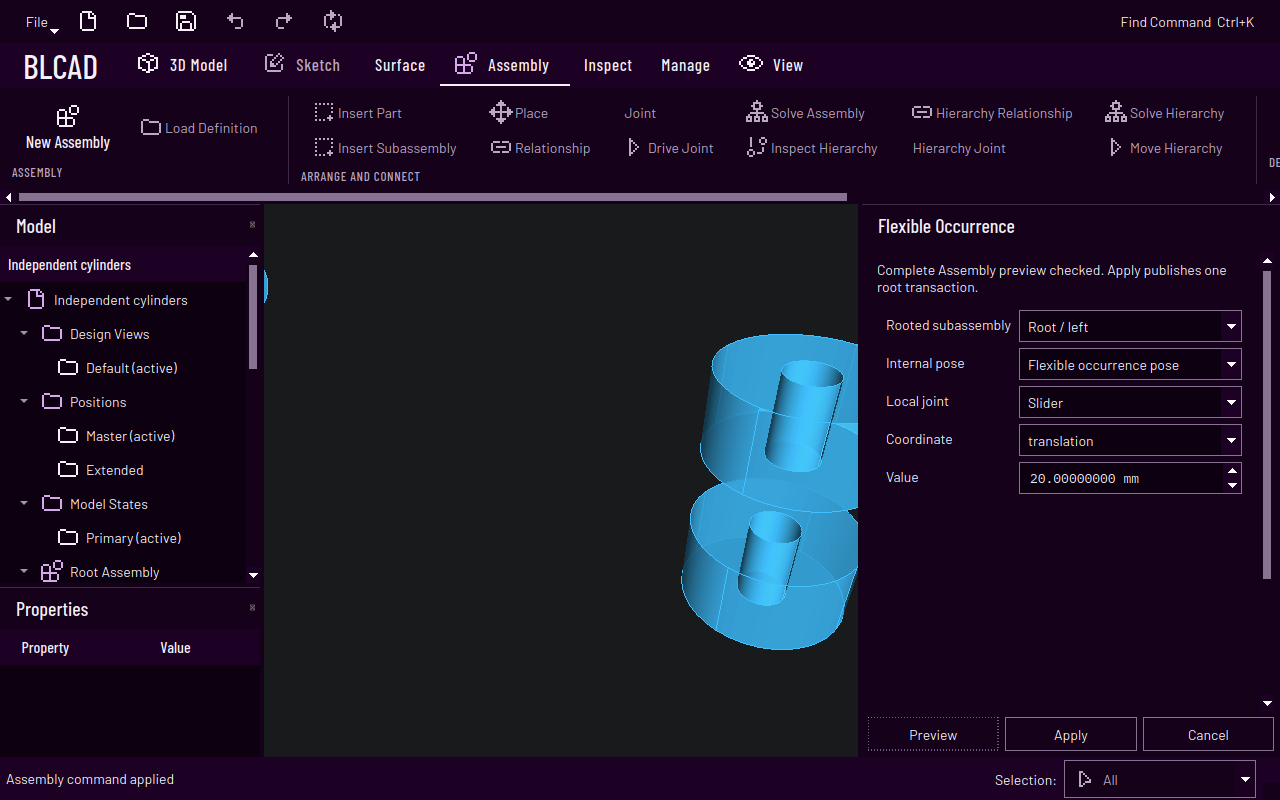 File
Find Command Ctrl+K
BLCAD
3D Model
Sketch
Surface
Assembly
Inspect
Manage
View
New Assembly
Load Definition
ASSEMBLY
Insert Part
Place
Joint
Solve Assembly
Hierarchy Relationship
Solve Hierarchy
Insert Subassembly
Relationship
Drive Joint
Inspect Hierarchy
Hierarchy Joint
Move Hierarchy
ARRANGE AND CONNECT
DE
Model
Independent cylinders
Independent cylinders
Design Views
Default (active)
Positions
Master (active)
Extended
Model States
Primary (active)
Root Assembly
Properties
Property Value
Flexible Occurrence
Complete Assembly preview checked. Apply publishes one
root transaction.
Rooted subassembly Root / left
Internal pose Flexible occurrence pose
Local joint Slider
Coordinate translation
Value 20.00000000 mm
Preview
Apply
Cancel
Assembly command applied
Selection: All